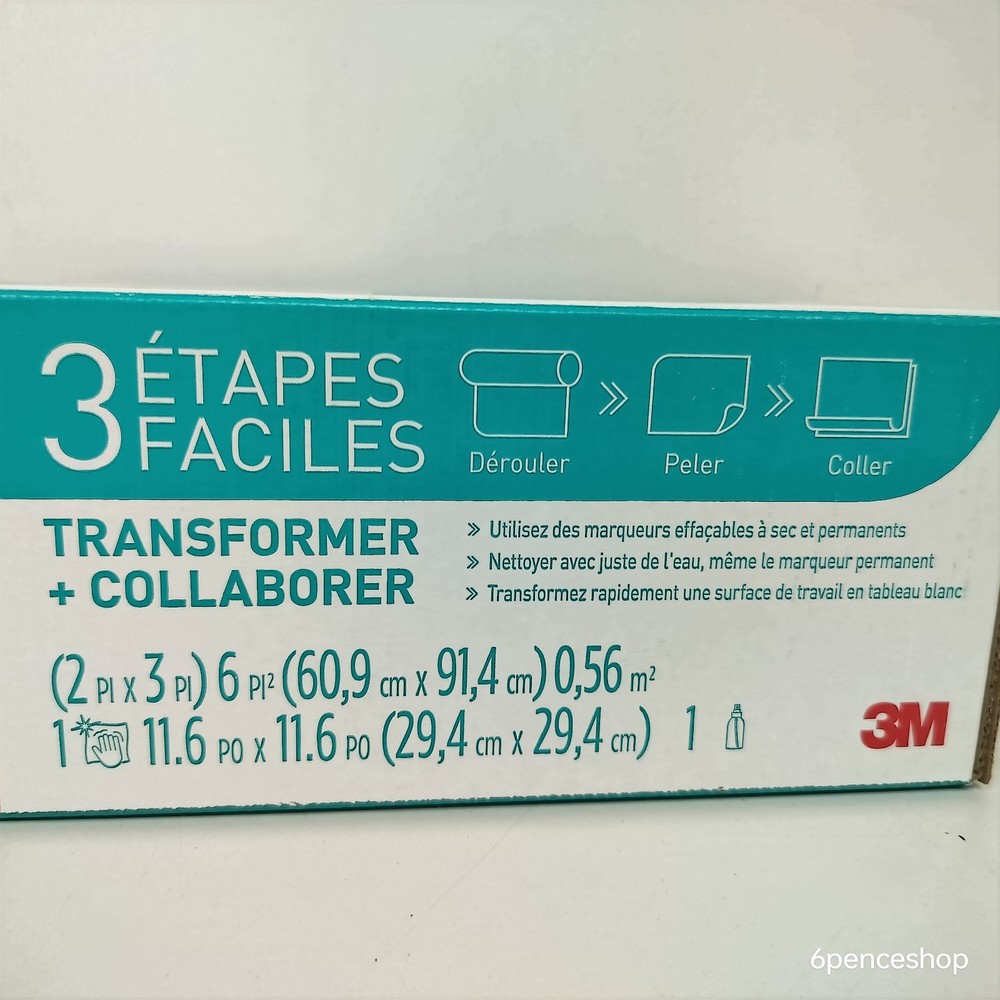 3 ÉTAPES
FACILES
Dérouler » Peler » Coller
TRANSFORMER
+ COLLABORER
» Utilisez des marqueurs effaçables à sec et permanents
» Nettoyer avec juste de l'eau, même le marqueur permanent
» Transformez rapidement une surface de travail en tableau blanc
(2 PI x 3 PI) 6 PI² (60,9 cm x 91,4 cm) 0,56 m²
1 11.6 PO x 11.6 PO (29,4 cm x 29,4 cm) 1
3M
6penceshop